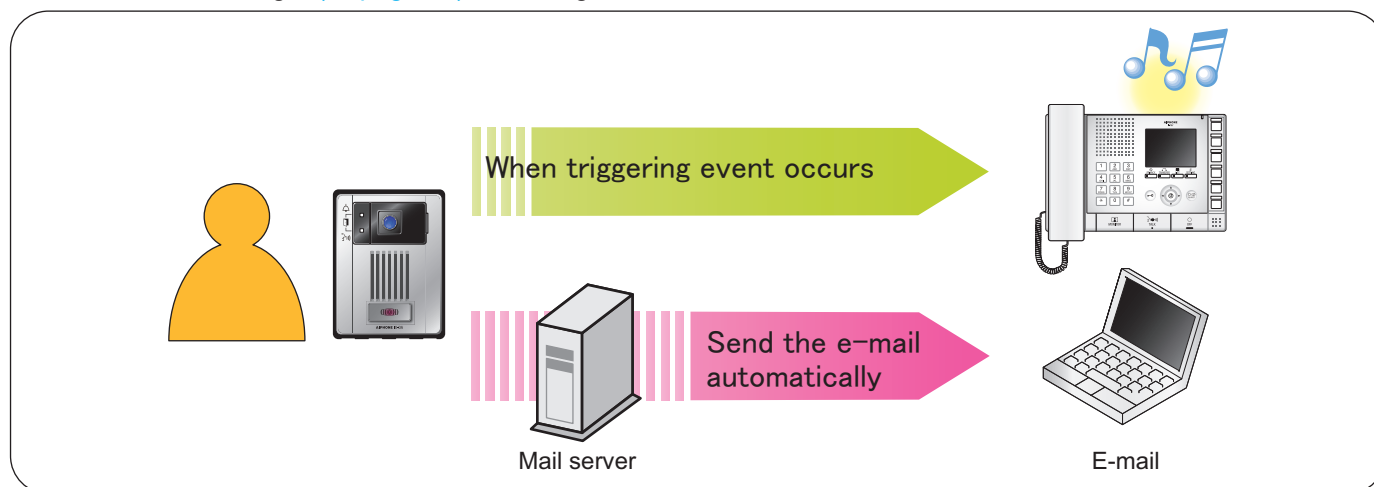 When triggering event occurs
Send the e-mail
automatically
Mail server
E-mail